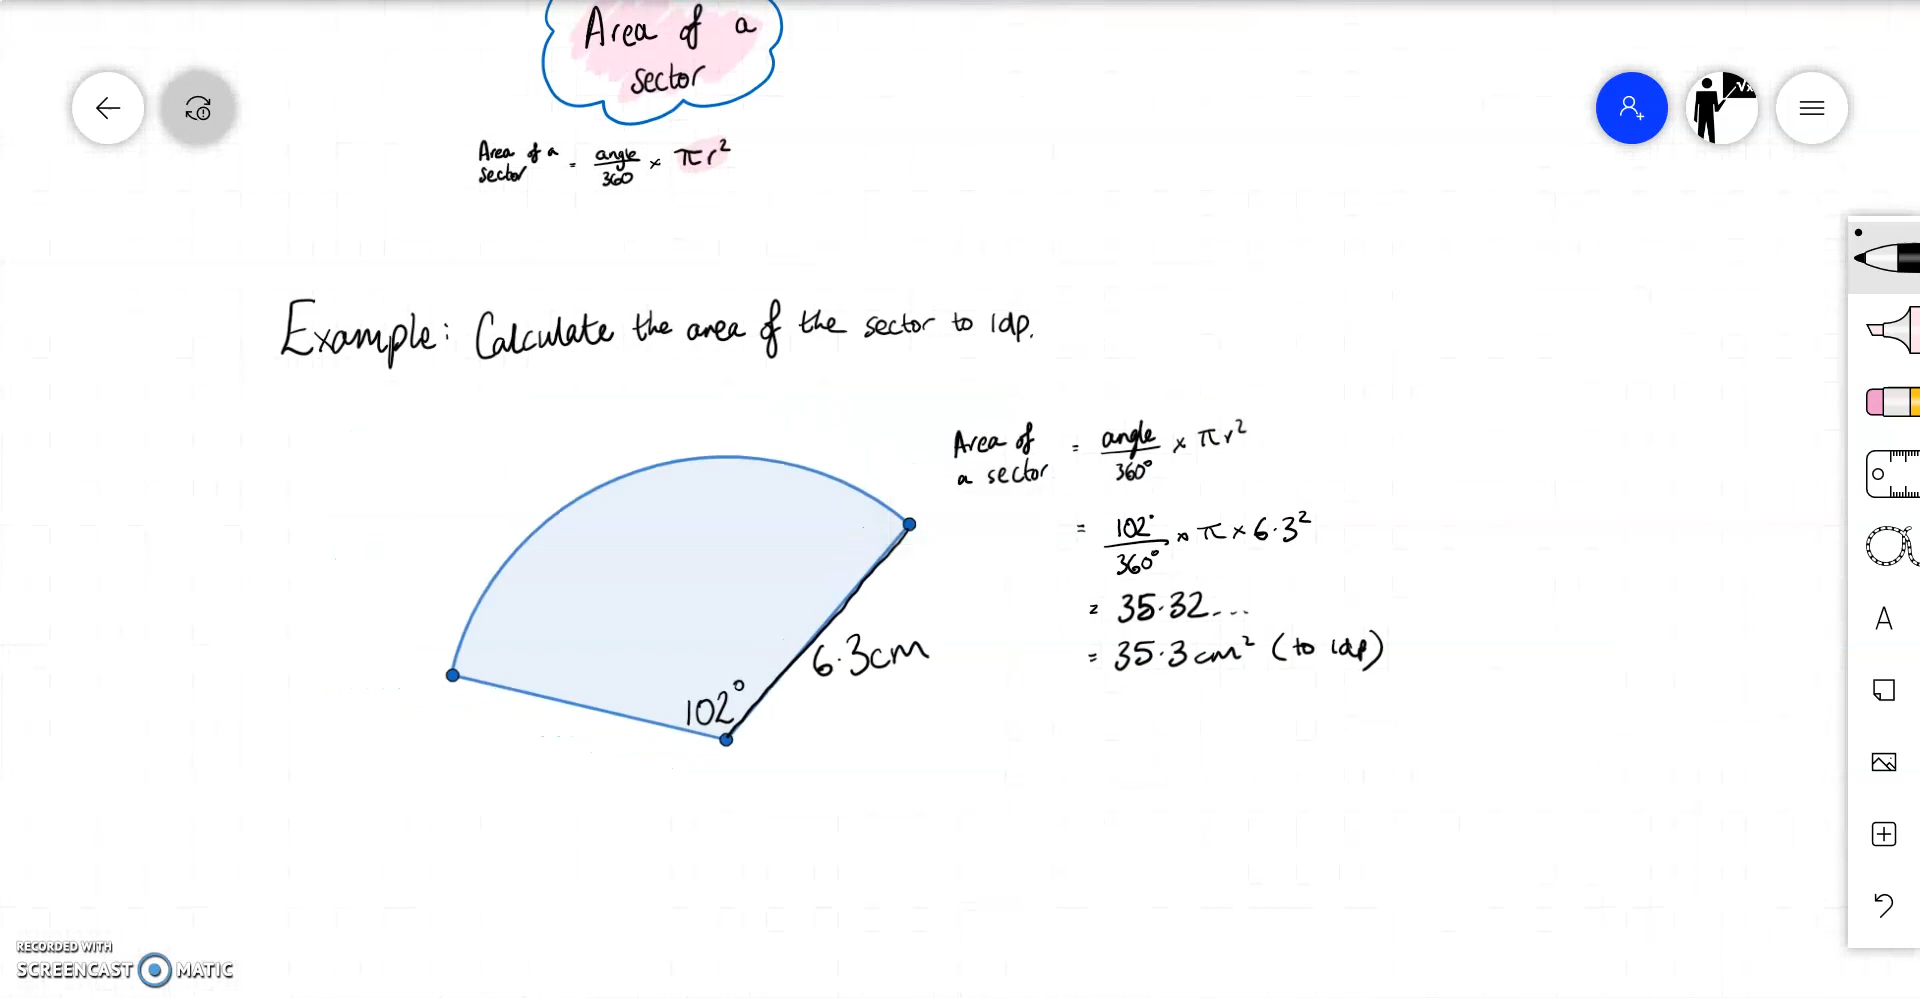 Area of a
sector
Area of a
sector = angle/360 × πr²
Example: Calculate the area of the sector to 1dp.
Area of
a sector = angle/360° × πr²
= 102°/360° × π × 6.3²
= 35.32...
= 35.3cm² (to 1dp)
6.3cm
102°
√x
A
RECORDED WITH
SCREENCAST MATIC